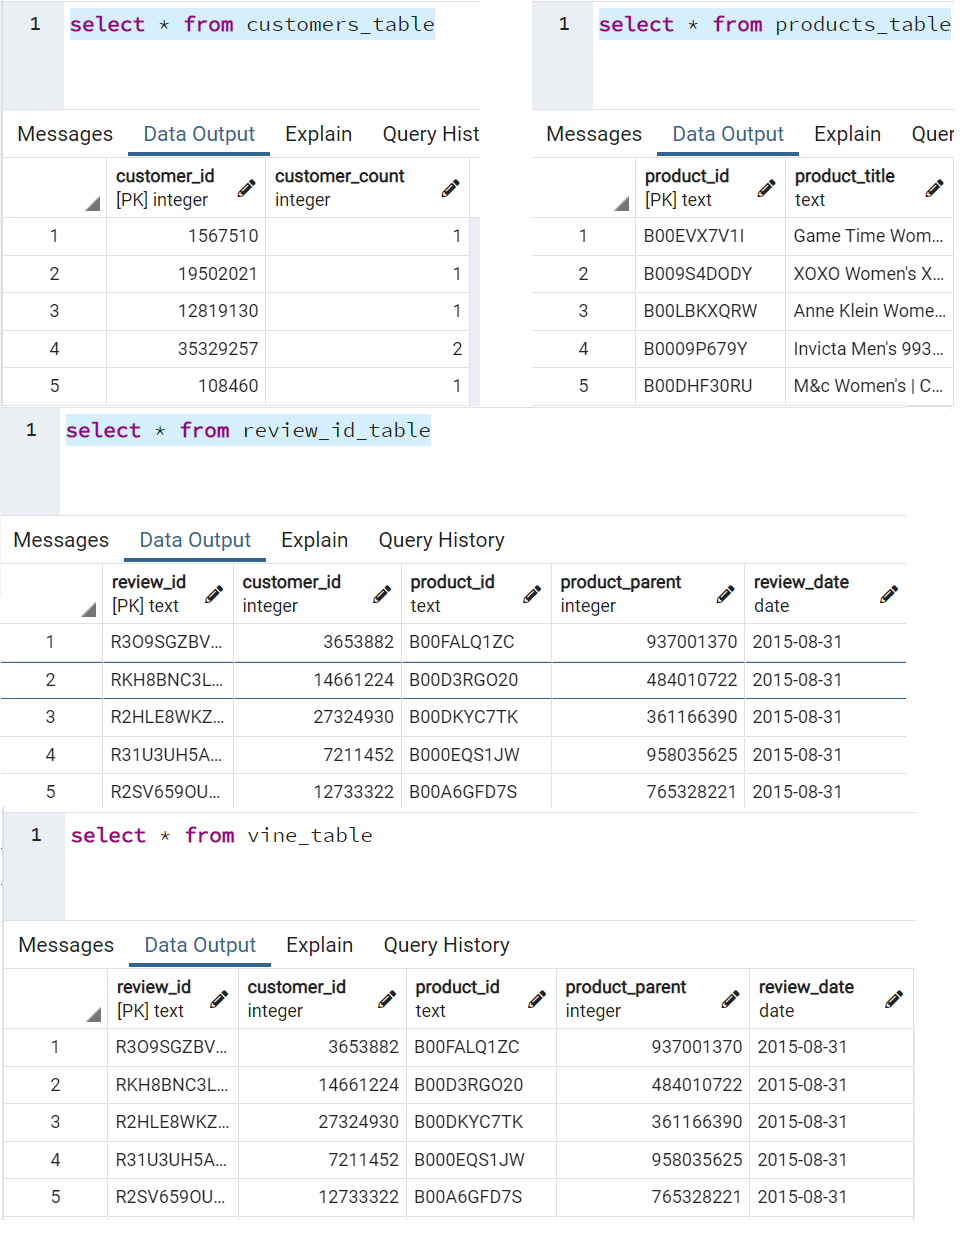 1 select * from customers_table
Messages Data Output Explain Query Hist
customer_id customer_count
[PK] integer integer
1 1567510 1
2 19502021 1
3 12819130 1
4 35329257 2
5 108460 1
1 select * from products_table
Messages Data Output Explain Quer
product_id product_title
[PK] text text
1 B00EVX7V1I Game Time Wom...
2 B009S4DODY XOXO Women's X...
3 B00LBKXQRW Anne Klein Wome...
4 B0009P679Y Invicta Men's 993...
5 B00DHF30RU M&c Women's | C...
1 select * from review_id_table
Messages Data Output Explain Query History
review_id customer_id product_id product_parent review_date
[PK] text integer text integer date
1 R3O9SGZBV... 3653882 B00FALQ1ZC 937001370 2015-08-31
2 RKH8BNC3L... 14661224 B00D3RGO20 484010722 2015-08-31
3 R2HLE8WKZ... 27324930 B00DKYC7TK 361166390 2015-08-31
4 R31U3UH5A... 7211452 B000EQS1JW 958035625 2015-08-31
5 R2SV659OU... 12733322 B00A6GFD7S 765328221 2015-08-31
1 select * from vine_table
Messages Data Output Explain Query History
review_id customer_id product_id product_parent review_date
[PK] text integer text integer date
1 R3O9SGZBV... 3653882 B00FALQ1ZC 937001370 2015-08-31
2 RKH8BNC3L... 14661224 B00D3RGO20 484010722 2015-08-31
3 R2HLE8WKZ... 27324930 B00DKYC7TK 361166390 2015-08-31
4 R31U3UH5A... 7211452 B000EQS1JW 958035625 2015-08-31
5 R2SV659OU... 12733322 B00A6GFD7S 765328221 2015-08-31